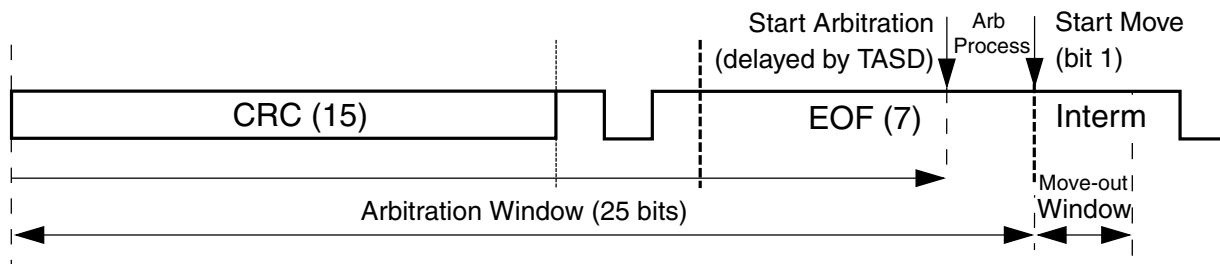 Start Arbitration
(delayed by TASD)
Arb
Process
Start Move
(bit 1)
CRC (15)
EOF (7)
Interm
Arbitration Window (25 bits)
Move-out
Window